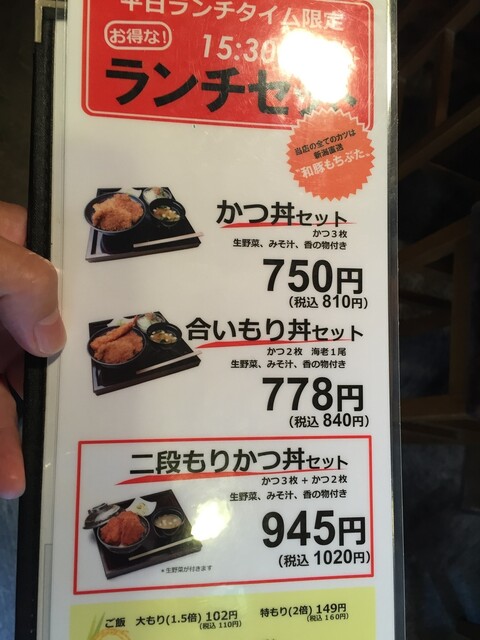 平日ランチタイム限定
お得な!
15:30
ランチセット
当店の全てのカツは
新潟直送
"和豚もちぶた"
かつ丼セット
かつ3枚
生野菜、みそ汁、香の物付き
750円
(税込 810円)
合いもり丼セット
かつ2枚 海老1尾
生野菜、みそ汁、香の物付き
778円
(税込 840円)
二段もりかつ丼セット
かつ3枚+かつ2枚
生野菜、みそ汁、香の物付き
945円
(税込 1020円)
*生野菜が付きます
ご飯 大もり(1.5倍) 102円 特もり(2倍) 149円
(税込 110円) (税込 160円)